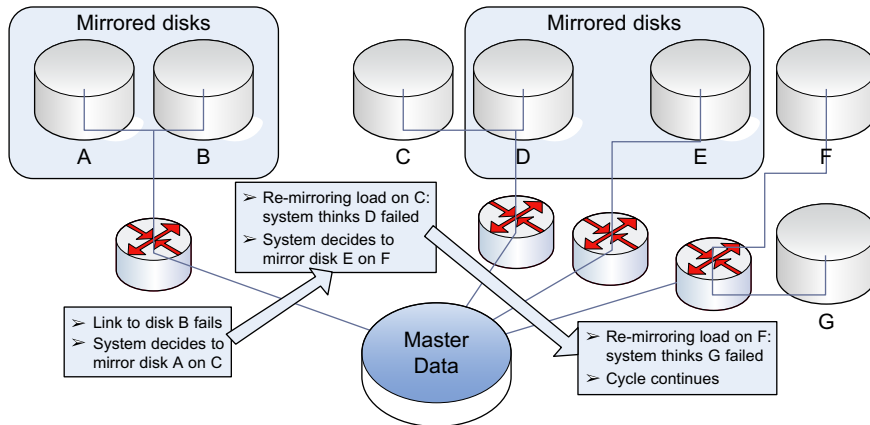 Mirrored disks
Mirrored disks
A
B
C
D
E
F
➢ Re-mirroring load on C:
system thinks D failed
➢ System decides to
mirror disk E on F
➢ Link to disk B fails
➢ System decides to
mirror disk A on C
Master
Data
G
➢ Re-mirroring load on F:
system thinks G failed
➢ Cycle continues